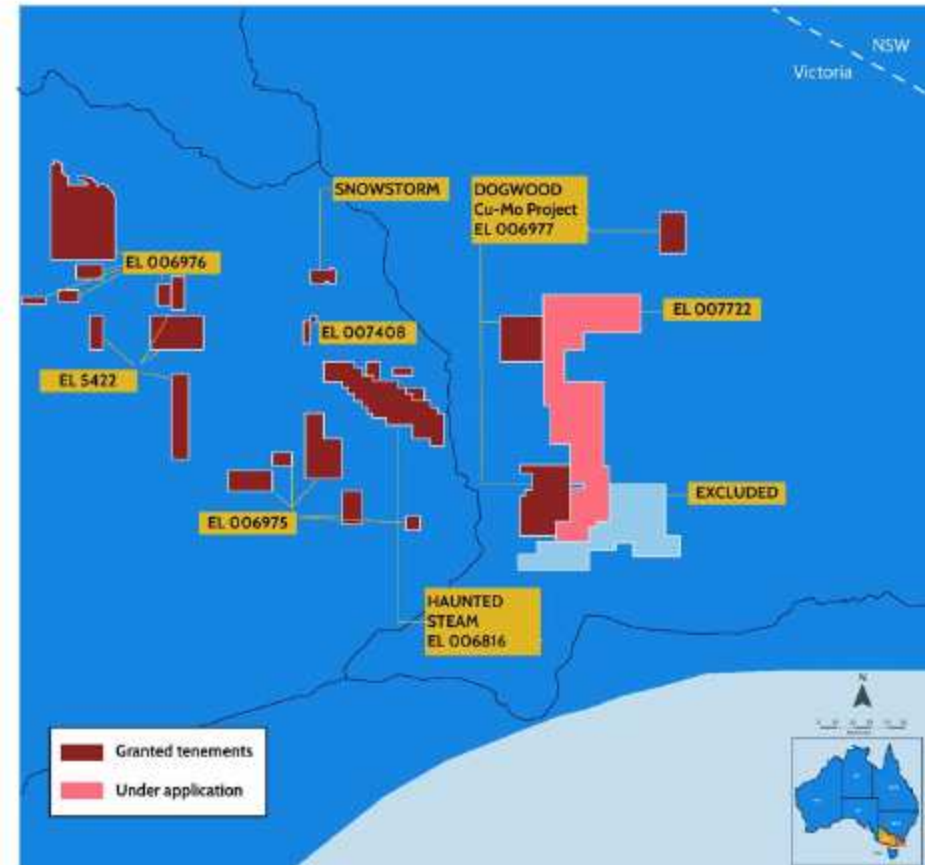 NSW
Victoria
SNOWSTORM
DOGWOOD
Cu-Mo Project
EL 006977
EL 006976
EL 007722
EL 007408
EL 5422
EXCLUDED
EL 006975
HAUNTED
STEAM
EL 006816
N
Granted tenements
Under application